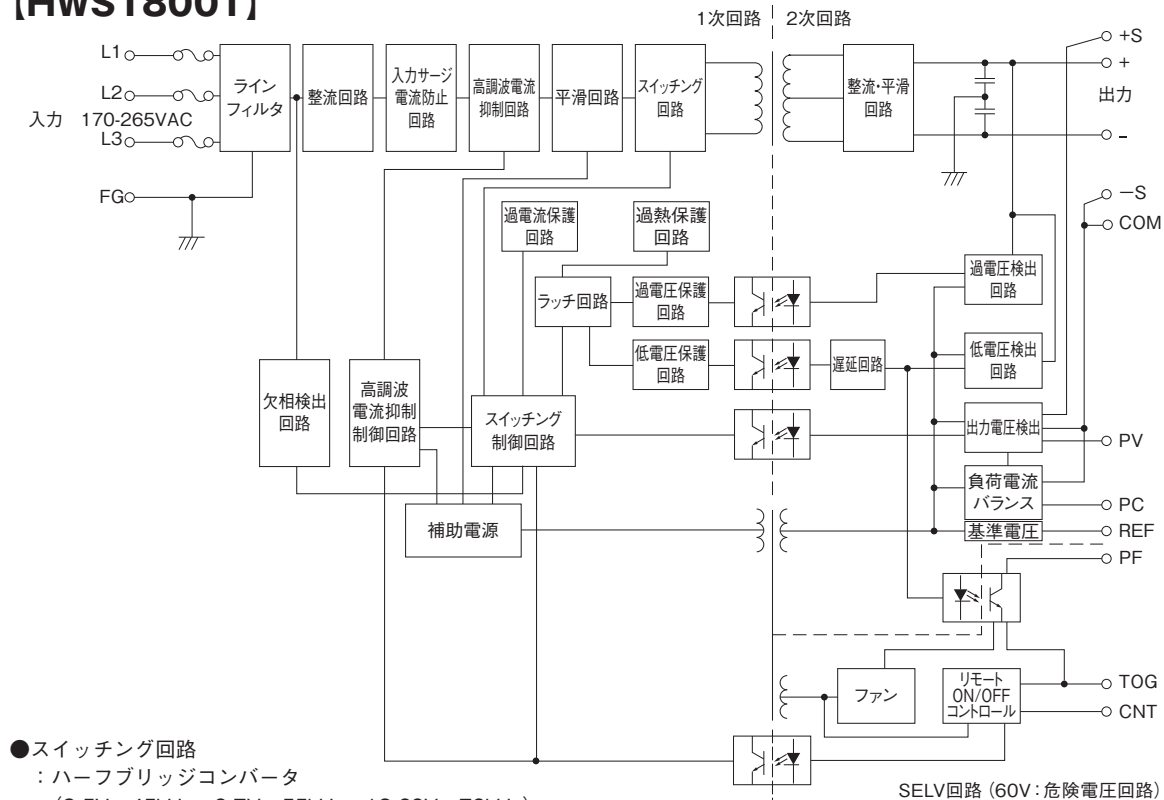 【HWS1800T】
1次回路
2次回路
L1
L2
入力 170-265VAC
L3
FG
ライン
フィルタ
整流回路
入力サージ
電流防止
回路
高調波電流
抑制回路
平滑回路
スイッチング
回路
整流・平滑
回路
+S
+
出力
-
-S
COM
過電流保護
回路
過熱保護
回路
ラッチ回路
過電圧保護
回路
過電圧検出
回路
低電圧保護
回路
遅延回路
低電圧検出
回路
欠相検出
回路
高調波
電流抑制
制御回路
スイッチング
制御回路
出力電圧検出
PV
負荷電流
バランス
PC
補助電源
基準電圧
REF
PF
ファン
リモート
ON/OFF
コントロール
TOG
CNT
●スイッチング回路
:ハーフブリッジコンバータ
SELV回路(60V:危険電圧回路)